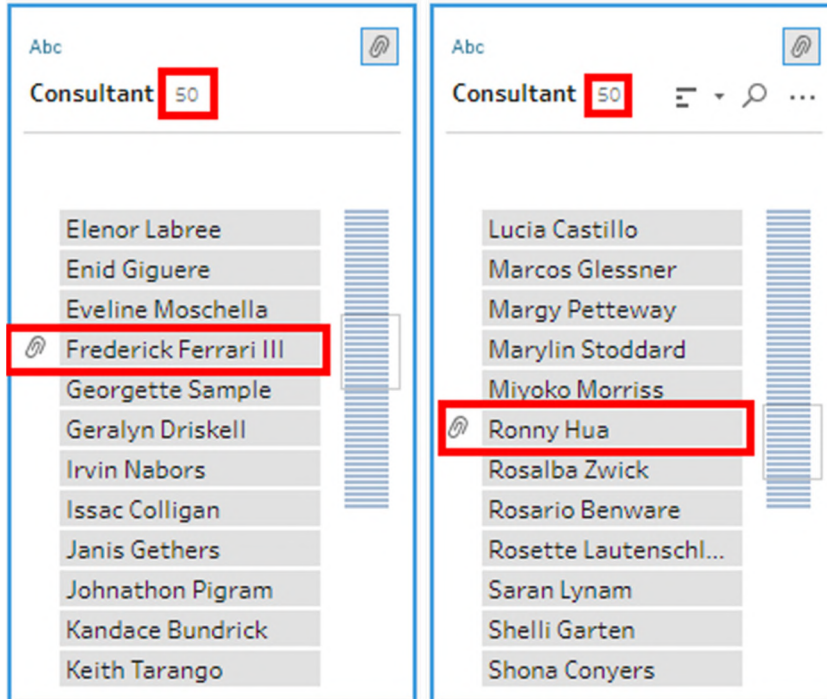 Abc
Consultant 50
Elenor Labree
Enid Giguere
Eveline Moschella
Frederick Ferrari III
Georgette Sample
Geralyn Driskell
Irvin Nabors
Issac Colligan
Janis Gethers
Johnathon Pigram
Kandace Bundrick
Keith Tarango
Abc
Consultant 50
Lucia Castillo
Marcos Glessner
Margy Petteway
Marylin Stoddard
Miyoko Morriss
Ronny Hua
Rosalba Zwick
Rosario Benware
Rosette Lautenschl...
Saran Lynam
Shelli Garten
Shona Conyers